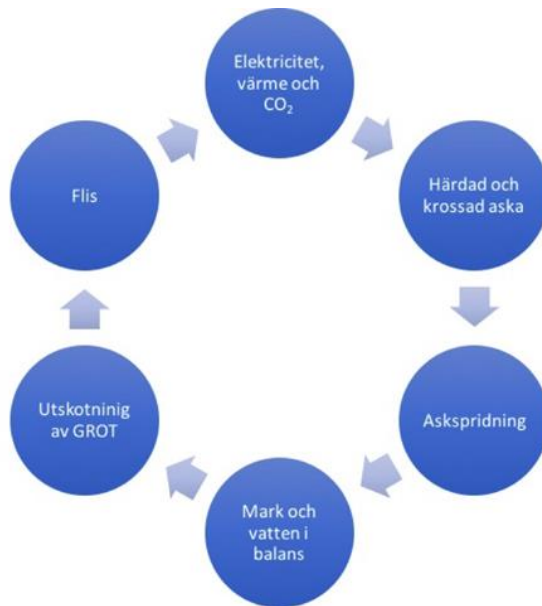 Elektricitet,
värme och
CO₂
Härdad och
krossad aska
Askspridning
Mark och
vatten i
balans
Utskotninig
av GROT
Flis